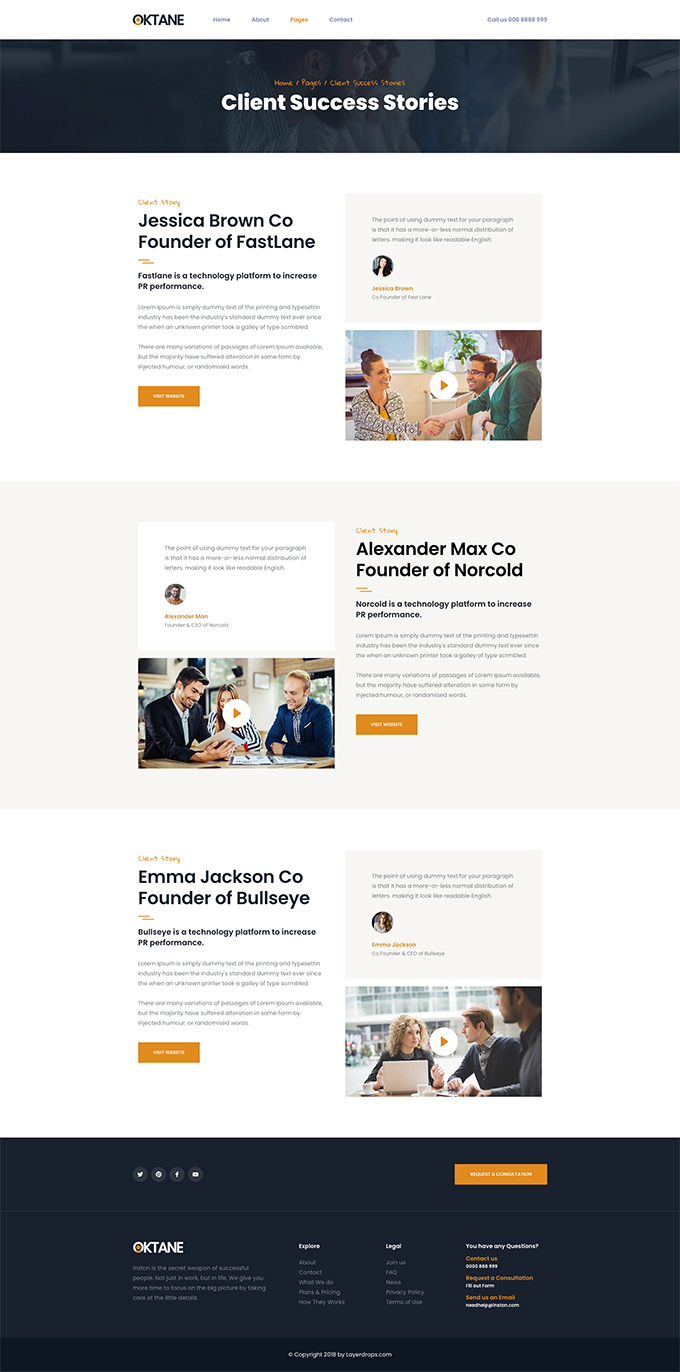 OKTANE
Home About Pages Contact Call us 000 8888 999
Home / Pages / Client Success Stories
Client Success Stories
Client Story
Jessica Brown Co
Founder of FastLane
Fastlane is a technology platform to increase
PR performance.
Lorem Ipsum is simply dummy text of the printing and typesettin
industry has been the industry's standard dummy text ever since
the when an unknown printer took a galley of type scrmbled.
There are many variations of passages of Lorem Ipsum available,
but the majority have suffered alteration in some form by
injected humour, or randomised words.
VISIT WEBSITE
The point of using dummy text for your paragraph
is that it has a more-or-less normal distribution of
letters. making it look like readable English.
Jessica Brown
Co Founder of Fast Lane
The point of using dummy text for your paragraph
is that it has a more-or-less normal distribution of
letters. making it look like readable English.
Alexander Man
Founder & CEO of Norcold
Client Story
Alexander Max Co
Founder of Norcold
Norcold is a technology platform to increase
PR performance.
Lorem Ipsum is simply dummy text of the printing and typesettin
industry has been the industry's standard dummy text ever since
the when an unknown printer took a galley of type scrmbled.
There are many variations of passages of Lorem Ipsum available,
but the majority have suffered alteration in some form by
injected humour, or randomised words.
VISIT WEBSITE
Client Story
Emma Jackson Co
Founder of Bullseye
Bullseye is a technology platform to increase
PR performance.
Lorem Ipsum is simply dummy text of the printing and typesettin
industry has been the industry's standard dummy text ever since
the when an unknown printer took a galley of type scrmbled.
There are many variations of passages of Lorem Ipsum available,
but the majority have suffered alteration in some form by
injected humour, or randomised words.
VISIT WEBSITE
The point of using dummy text for your paragraph
is that it has a more-or-less normal distribution of
letters. making it look like readable English.
Emma Jackson
Co Founder & CEO of Bullseye
REQUEST A CONSULTATION
OKTANE
Inston is the secret weapon of successful
people. Not just in work, but in life. We give you
more time to focus on the big picture by taking
care of the little details.
Explore
About
Contact
What We do
Plans & Pricing
How They Works
Legal
Join us
FAQ
News
Privacy Policy
Terms of Use
You have any Questions?
Contact us
0000 888 999
Request a Consultation
Fill out Form
Send us an Email
needhelp@inston.com
© Copyright 2018 by Layerdrops.com